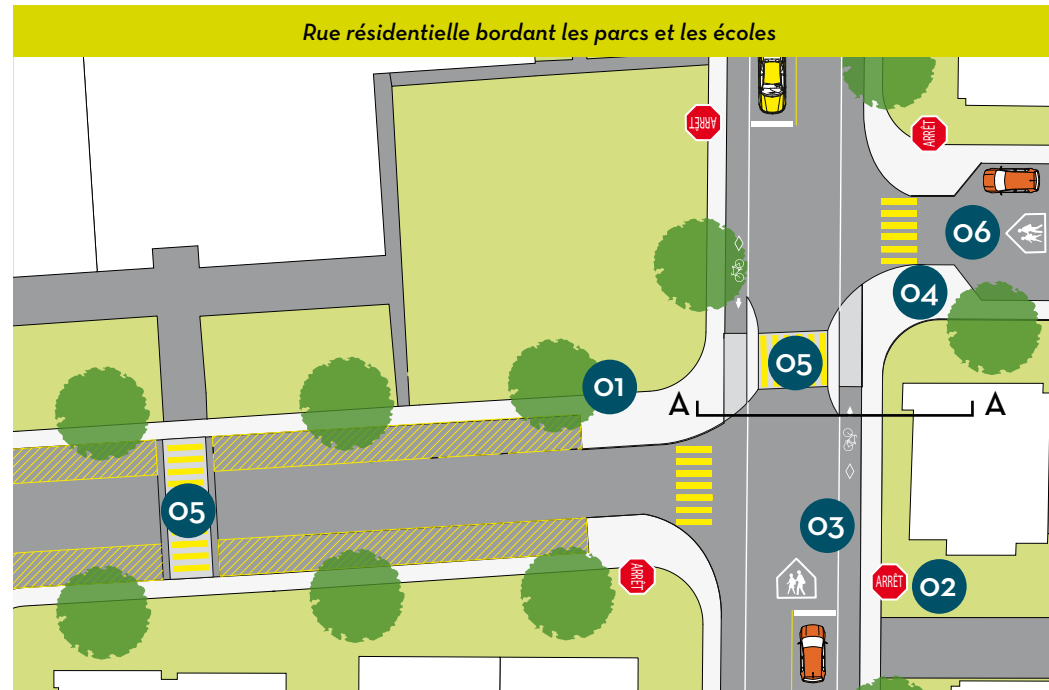 Rue résidentielle bordant les parcs et les écoles
ARRÊT
ARRÊT
06
04
05
01
A
A
05
03
ARRÊT
ARRÊT
02